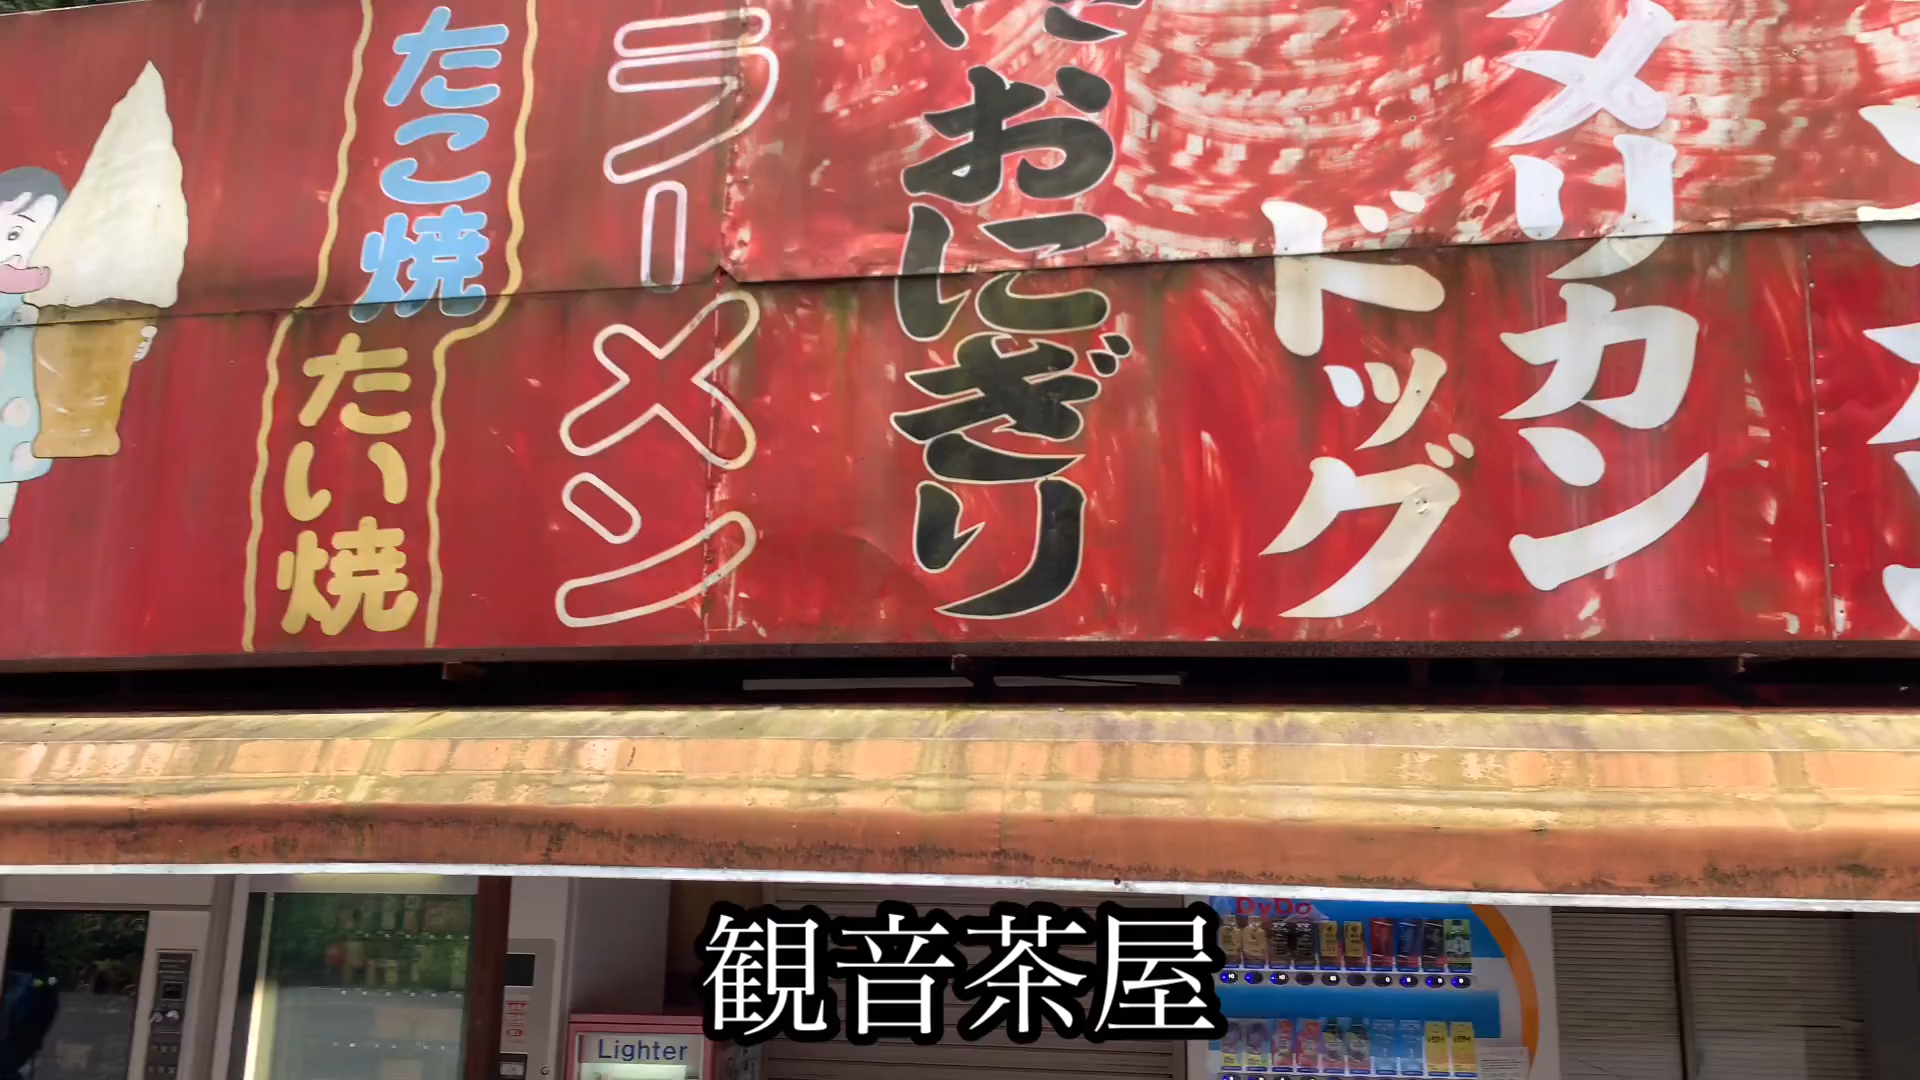 たこ焼
たい焼
ラーメン
おにぎり
ドッグ
メリカン
DyDo
観音茶屋
Lighter